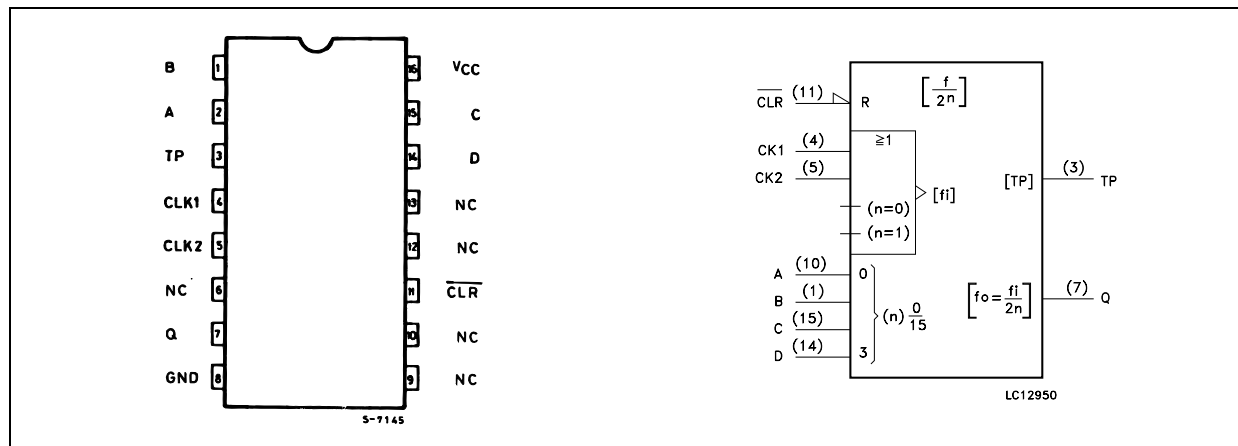 B 1 16 VCC
A 2 15 C
TP 3 14 D
CLK1 4 13 NC
CLK2 5 12 NC
NC 6 11 CLR
Q 7 10 NC
GND 8 9 NC
S-7145
CLR (11) R [f/2n]
≧1
CK1 (4)
CK2 (5)
[fi]
(n=0)
(n=1)
[TP] (3) TP
A (10) 0
B (1)
C (15)
D (14) 3
(n) 0/15
[fo=fi/2n] (7) Q
LC12950